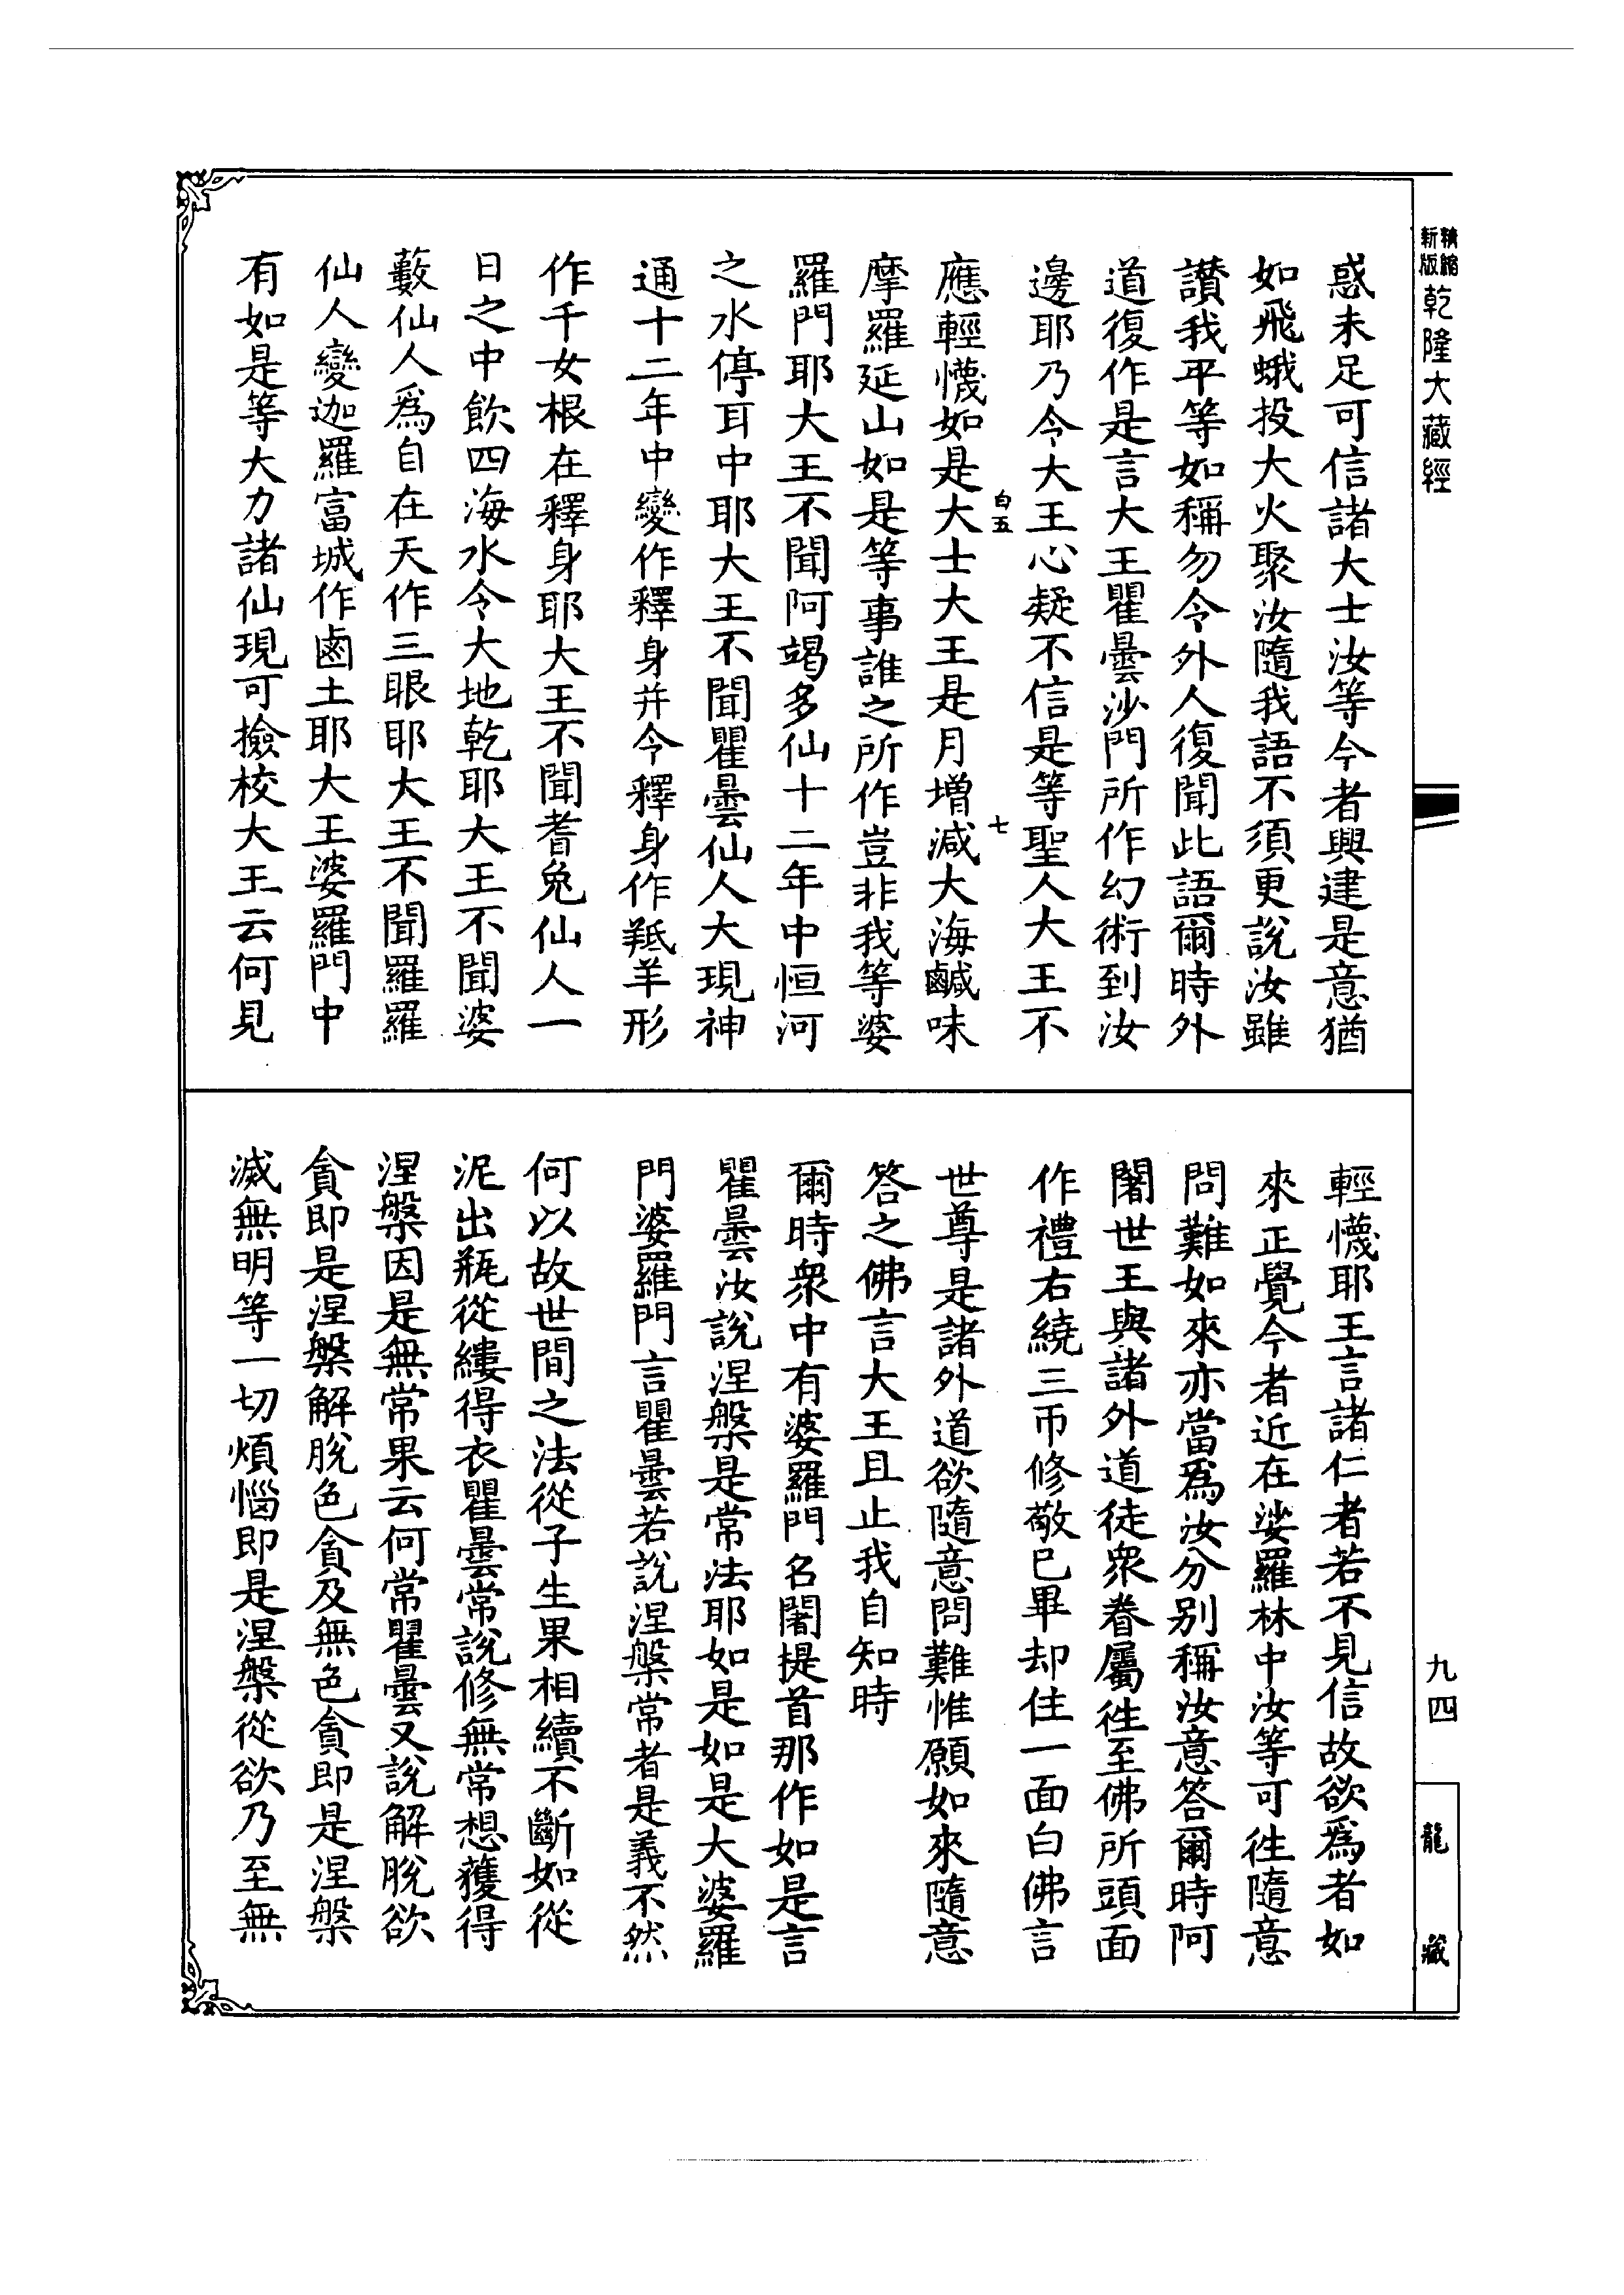 精縮
新版
乾隆大藏經
惑未足可信諸大士汝等今者興建是意猶
如飛蛾投大火聚汝隨我語不須更說汝雖
讚我平等如稱勿令外人復聞此語爾時外
道復作是言大王瞿曇沙門所作幻術到汝
邊耶乃令大王心疑不信是等聖人大王不
白五
七
應輕懱如是大士大王是月增減大海鹹味
摩羅延山如是等事誰之所作豈非我等婆
羅門耶大王不聞阿竭多仙十二年中恒河
之水停耳中耶大王不聞瞿曇仙人大現神
通十二年中變作釋身并令釋身作羝羊形
作千女根在釋身耶大王不聞耆兔仙人一
日之中飲四海水令大地乾耶大王不聞婆
藪仙人爲自在天作三眼耶大王不聞羅羅
仙人變迦羅富城作鹵土耶大王婆羅門中
有如是等大力諸仙現可撿校大王云何見
輕懱耶王言諸仁者若不見信故欲爲者如
來正覺今者近在娑羅林中汝等可往隨意
問難如來亦當爲汝分別稱汝意答爾時阿
闍世王與諸外道徒衆眷屬往至佛所頭面
作禮右繞三帀修敬已畢却住一面白佛言
世尊是諸外道欲隨意問難惟願如來隨意
答之佛言大王且止我自知時
爾時衆中有婆羅門名闍提首那作如是言
瞿曇汝說涅槃是常法耶如是如是大婆羅
門婆羅門言瞿曇若說涅槃常者是義不然
何以故世間之法從子生果相續不斷如從
泥出瓶從縷得衣瞿曇常說修無常想獲得
涅槃因是無常果云何常瞿曇又說解脫欲
貪即是涅槃解脫色貪及無色貪即是涅槃
滅無明等一切煩惱即是涅槃從欲乃至無
九四
龍藏